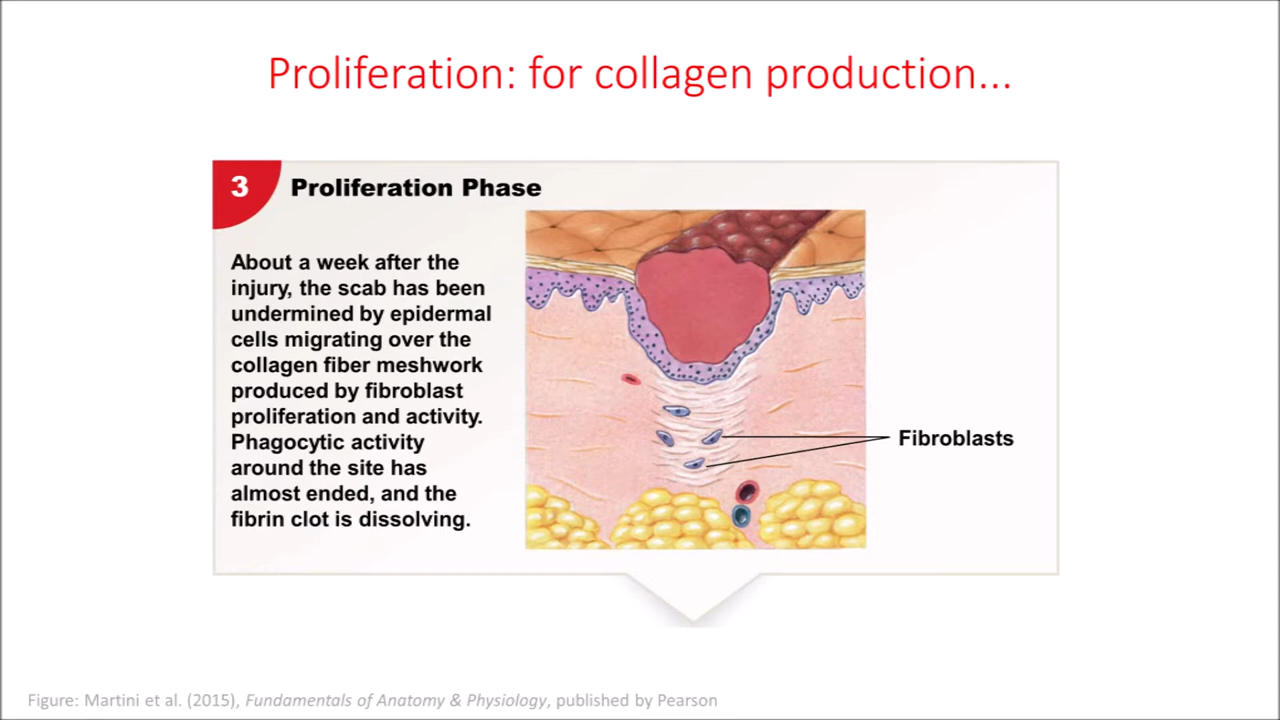 Proliferation: for collagen production...
3
Proliferation Phase
About a week after the
injury, the scab has been
undermined by epidermal
cells migrating over the
collagen fiber meshwork
produced by fibroblast
proliferation and activity.
Phagocytic activity
around the site has
almost ended, and the
fibrin clot is dissolving.
Fibroblasts
Figure: Martini et al. (2015), Fundamentals of Anatomy & Physiology, published by Pearson